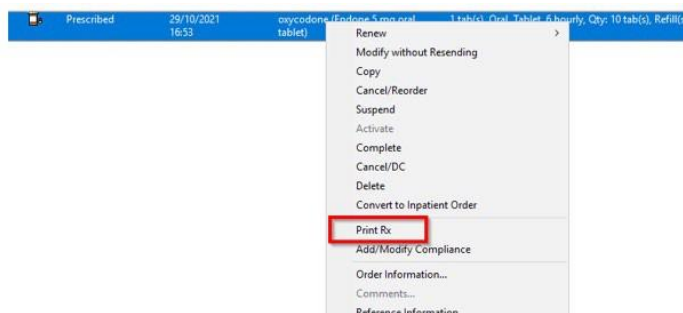 Prescribed 29/10/2021 oxycodone (Endone 5 mg oral 1 tab(s), Oral, Tablet, 6 hourly, Qty: 10 tab(s), Refill(s
16:53 tablet)
Renew >
Modify without Resending
Copy
Cancel/Reorder
Suspend
Activate
Complete
Cancel/DC
Delete
Convert to Inpatient Order
Print Rx
Add/Modify Compliance
Order Information...
Comments...
Reference Information